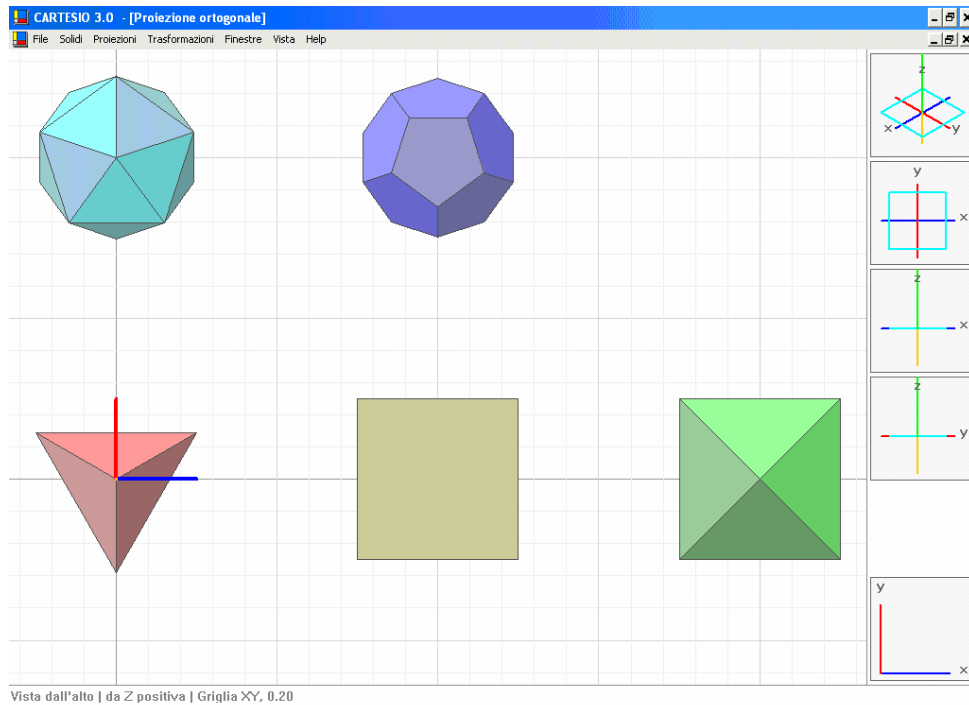 CARTESIO 3.0 - [Proiezione ortogonale]
File Solidi Proiezioni Trasformazioni Finestre Vista Help
z
x y
y
x
z
x
z
y
y
x
Vista dall'alto | da Z positiva | Griglia XY, 0.20